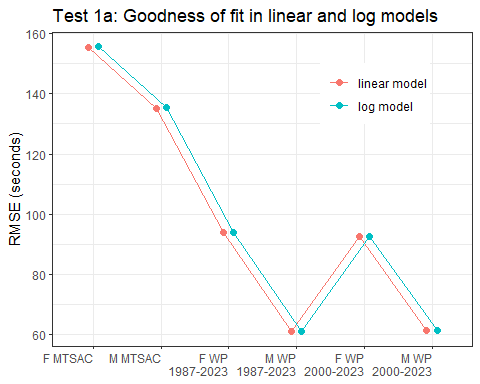 Test 1a: Goodness of fit in linear and log models
RMSE (seconds)
160
140
120
100
80
60
linear model
log model
F MTSAC
M MTSAC
F WP
1987-2023
M WP
1987-2023
F WP
2000-2023
M WP
2000-2023